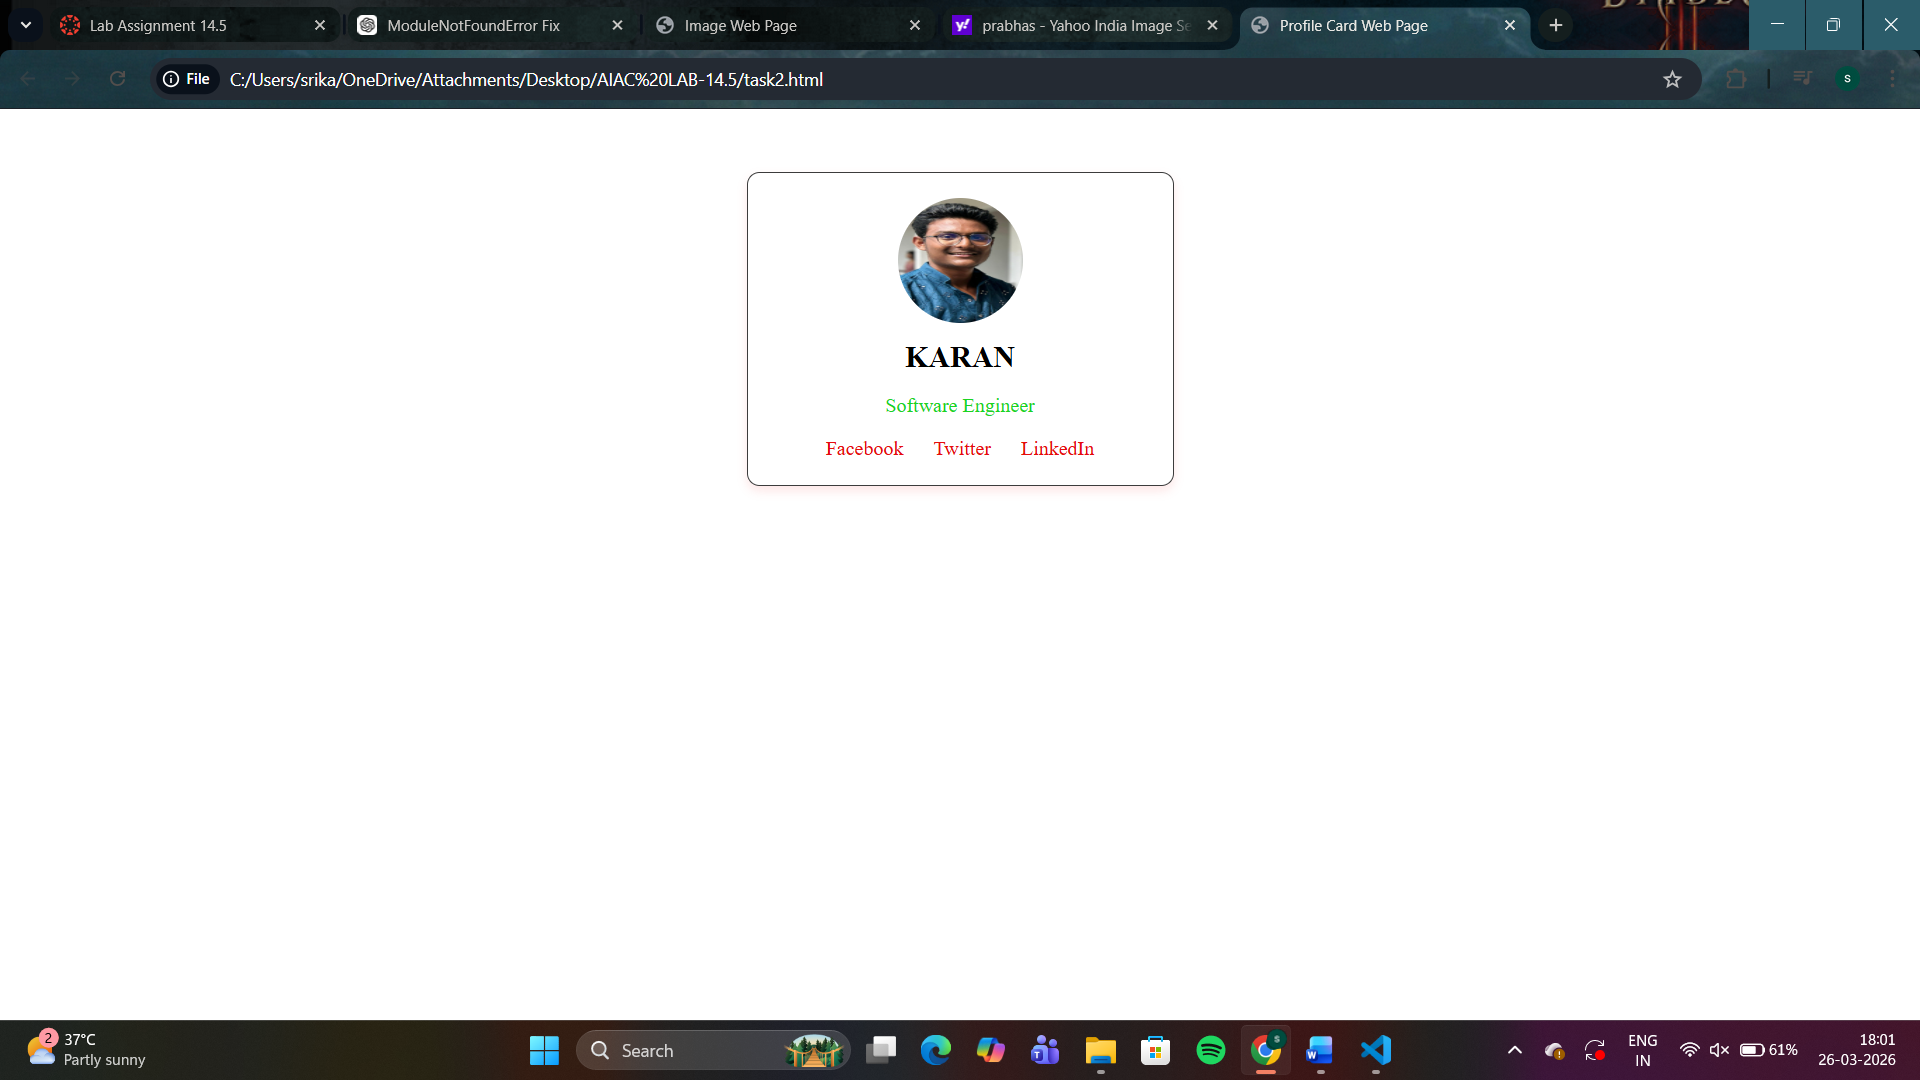 Lab Assignment 14.5
ModuleNotFoundError Fix
Image Web Page
prabhas - Yahoo India Image Se
Profile Card Web Page
File
C:/Users/srika/OneDrive/Attachments/Desktop/AIAC%20LAB-14.5/task2.html
S
KARAN
Software Engineer
Facebook Twitter LinkedIn
2
37°C
Partly sunny
Search
ENG
IN
61%
18:01
26-03-2026